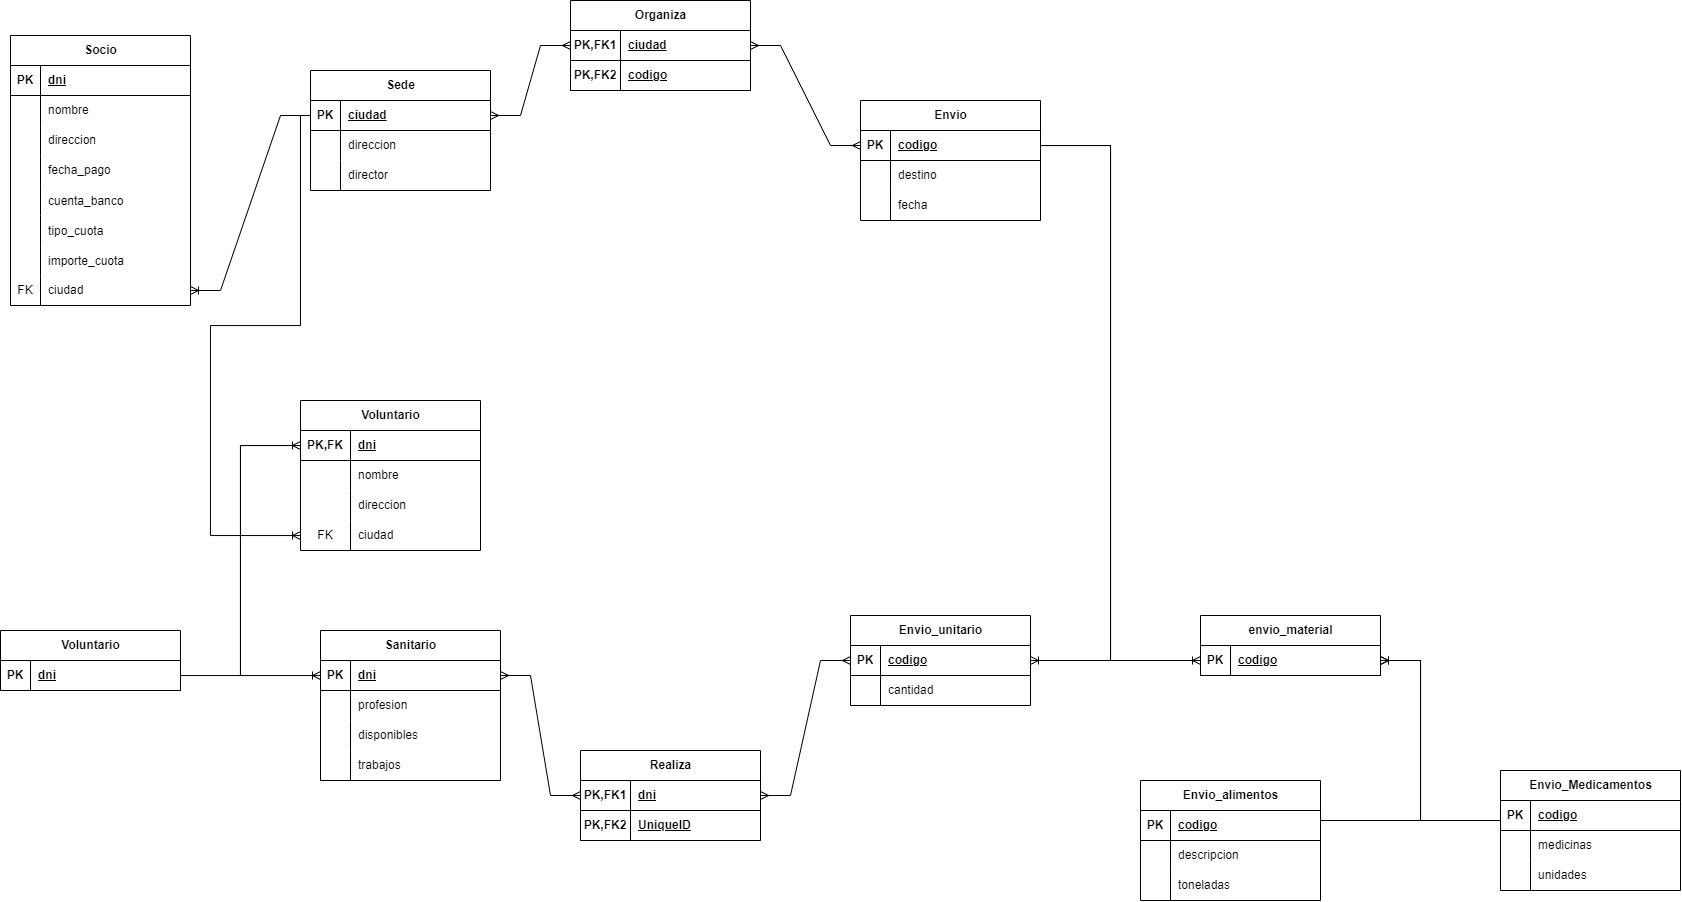 Socio
PK dni
nombre
direccion
fecha_pago
cuenta_banco
tipo_cuota
importe_cuota
FK ciudad
Sede
PK ciudad
direccion
director
Organiza
PK,FK1 ciudad
PK,FK2 codigo
Envio
PK codigo
destino
fecha
Voluntario
PK,FK dni
nombre
direccion
FK ciudad
Voluntario
PK dni
Sanitario
PK dni
profesion
disponibles
trabajos
Realiza
PK,FK1 dni
PK,FK2 UniqueID
Envio_unitario
PK codigo
cantidad
envio_material
PK codigo
Envio_alimentos
PK codigo
descripcion
toneladas
Envio_Medicamentos
PK codigo
medicinas
unidades